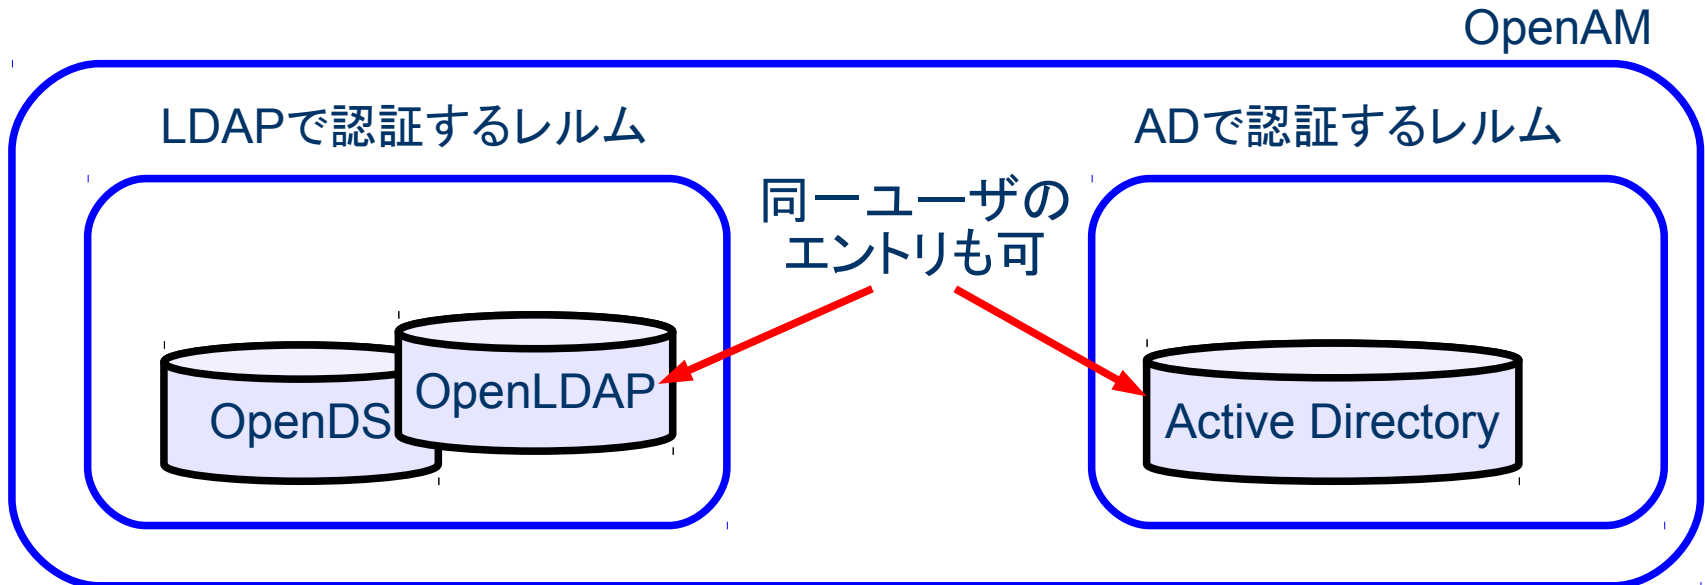 OpenAM
LDAPで認証するレルム
ADで認証するレルム
同一ユーザの
エントリも可
OpenDS
OpenLDAP
Active Directory